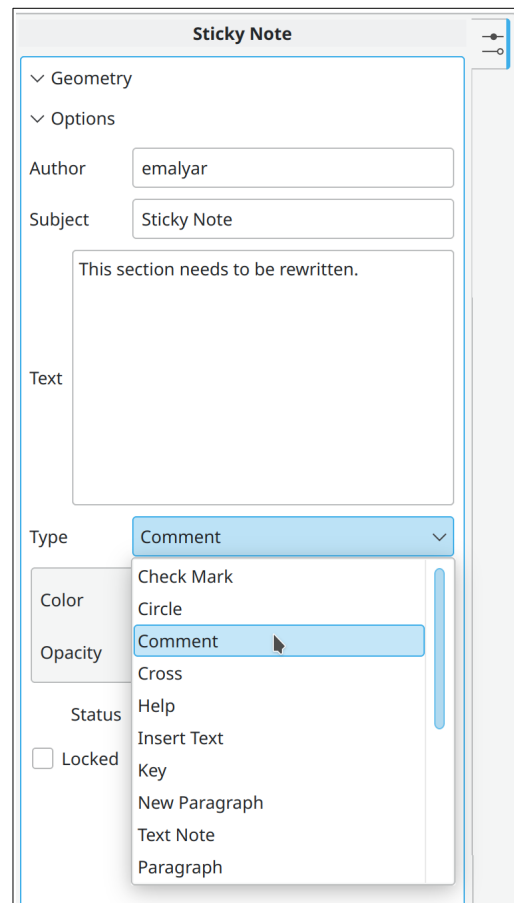 Sticky Note
Geometry
Options
Author emalyar
Subject Sticky Note
Text This section needs to be rewritten.
Type Comment
Color
Opacity
Status
Locked
Check Mark
Circle
Comment
Cross
Help
Insert Text
Key
New Paragraph
Text Note
Paragraph